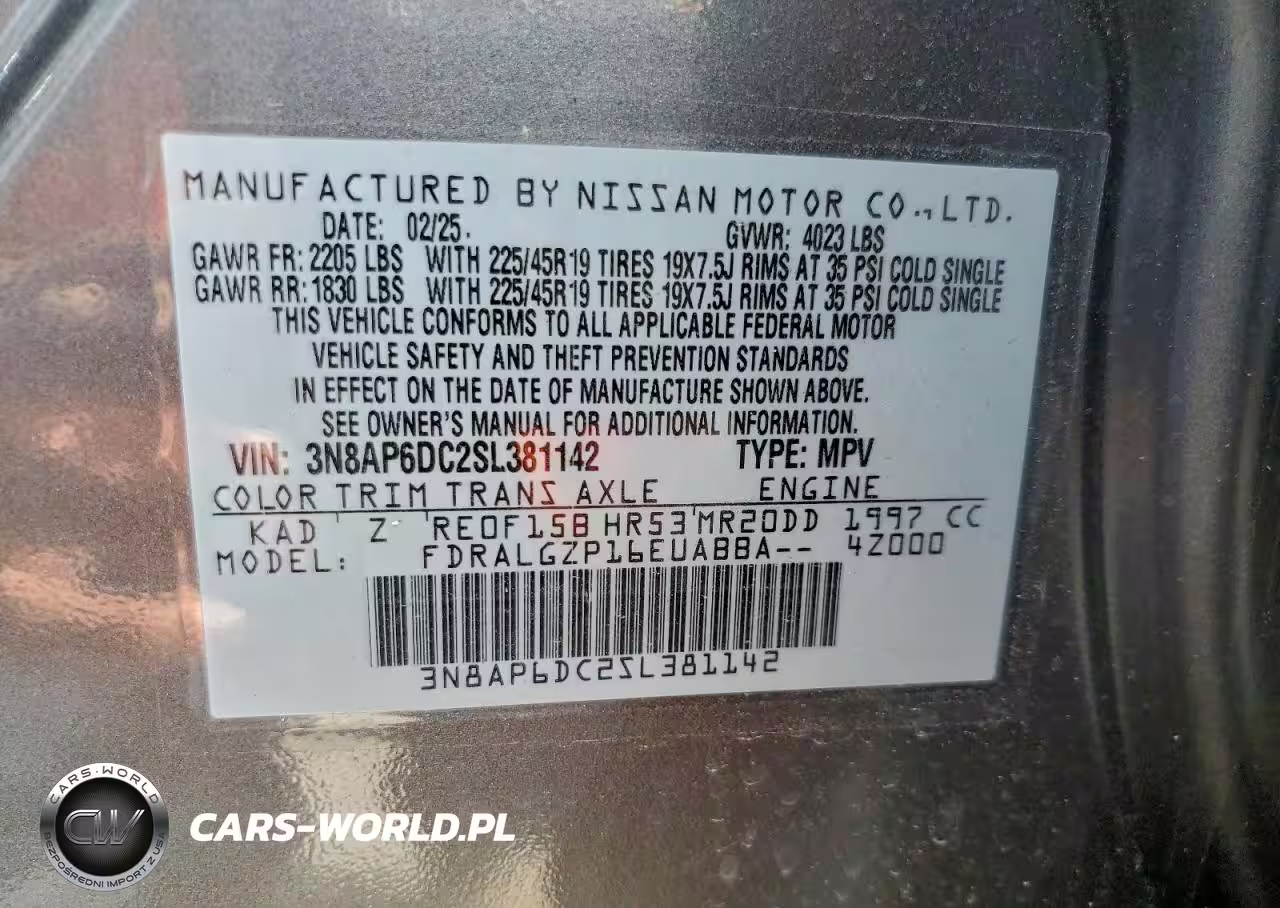 MANUFACTURED BY NISSAN MOTOR CO.,LTD.
DATE: 02/25. GVWR: 4023 LBS
GAWR FR: 2205 LBS WITH 225/45R19 TIRES 19X7.5J RIMS AT 35 PSI COLD SINGLE
GAWR RR: 1830 LBS WITH 225/45R19 TIRES 19X7.5J RIMS AT 35 PSI COLD SINGLE
THIS VEHICLE CONFORMS TO ALL APPLICABLE FEDERAL MOTOR
VEHICLE SAFETY AND THEFT PREVENTION STANDARDS
IN EFFECT ON THE DATE OF MANUFACTURE SHOWN ABOVE.
SEE OWNER'S MANUAL FOR ADDITIONAL INFORMATION.
VIN: 3N8AP6DC2SL381142 TYPE: MPV
COLOR TRIM TRANS AXLE ENGINE
KAD Z RE0F15B HR53 MR20DD 1997 CC
MODEL: FDRALGZP16EUABBA-- 42000
3N8AP6DC2SL381142
CARS-WORLD
CW
BEZPOŚREDNI IMPORT Z USA
CARS-WORLD.PL